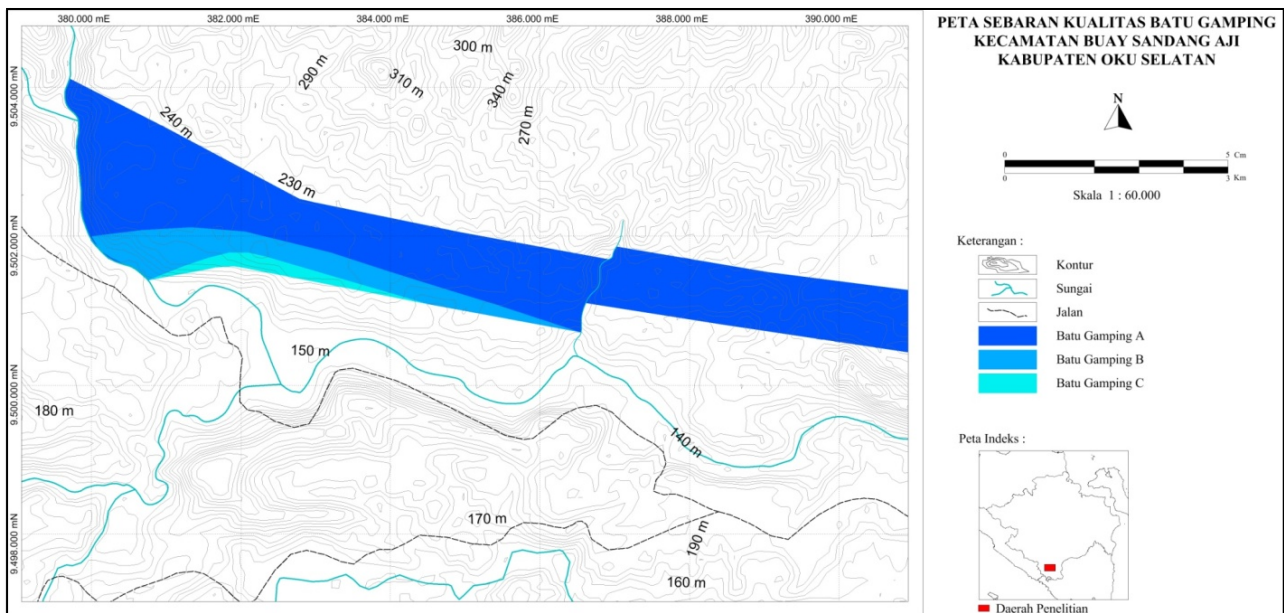 380.000 mE 382.000 mE 384.000 mE 386.000 mE 388.000 mE 390.000 mE
9.504.000 mN
9.502.000 mN
9.500.000 mN
9.498.000 mN
300 m
290 m
310 m
340 m
270 m
240 m
230 m
150 m
180 m
140 m
170 m
190 m
160 m
PETA SEBARAN KUALITAS BATU GAMPING
KECAMATAN BUAY SANDANG AJI
KABUPATEN OKU SELATAN
N
0 5 Cm
0 3 Km
Skala 1 : 60.000
Keterangan :
Kontur
Sungai
Jalan
Batu Gamping A
Batu Gamping B
Batu Gamping C
Peta Indeks :
Daerah Penelitian